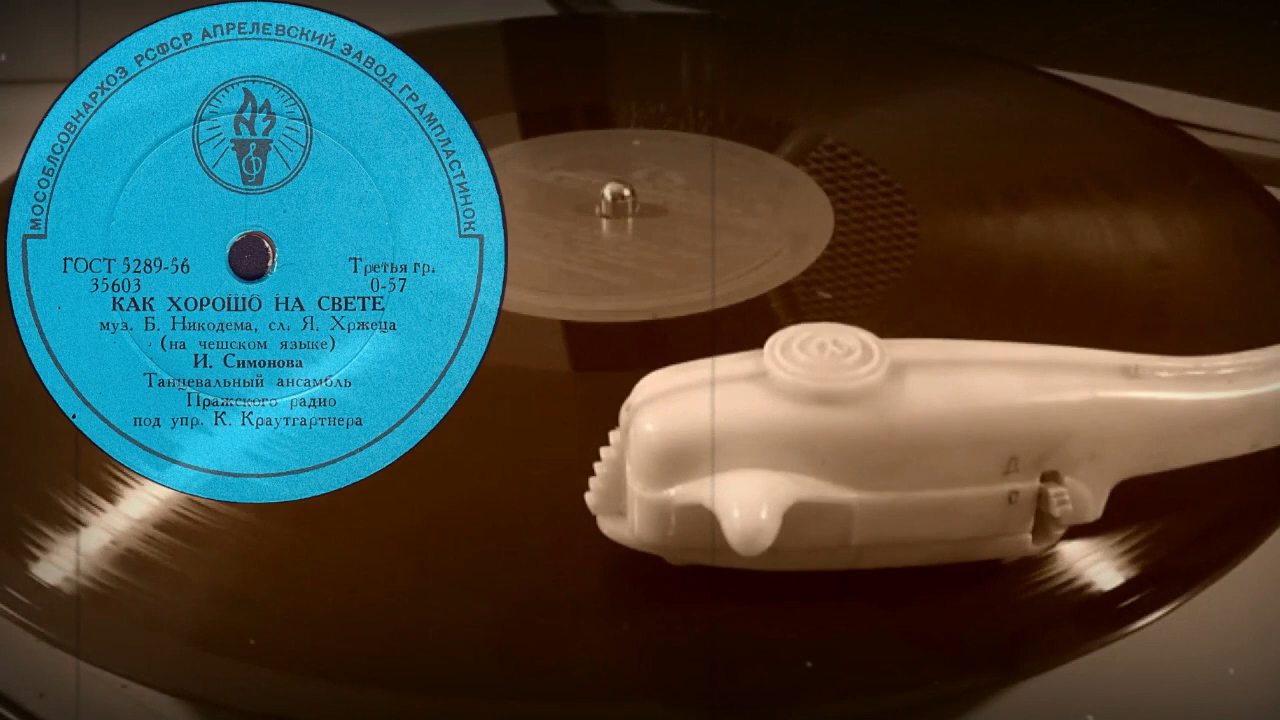 МОСОБЛСОВНАРХОЗ РСФСР АПРЕЛЕВСКИЙ ЗАВОД ГРАМПЛАСТИНОК
АЗ
ГОСТ 5289-56
Третья гр.
35603
0-57
КАК ХОРОШО НА СВЕТЕ
муз. Б. Никодема, сл. Я. Хржеца
(на чешском языке)
И. Симонова
Танцевальный ансамбль
Пражского радио
под упр. К. Краутгартнера